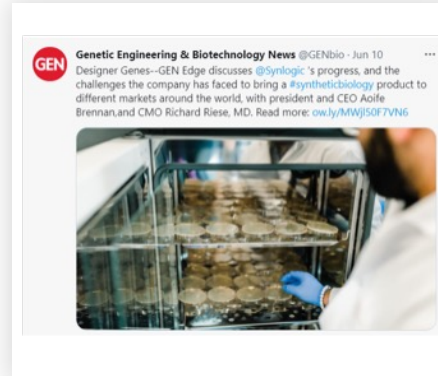 GEN
Genetic Engineering & Biotechnology News @GENbio · Jun 10 ...
Designer Genes--GEN Edge discusses @Synlogic 's progress, and the
challenges the company has faced to bring a #syntheticbiology product to
different markets around the world, with president and CEO Aoife
Brennan,and CMO Richard Riese, MD. Read more: ow.ly/MWjl50F7VN6